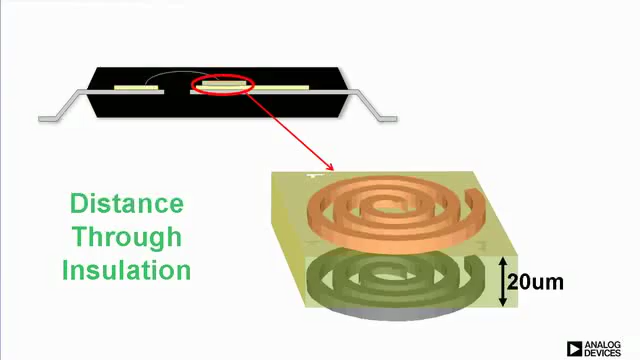 Distance
Through
Insulation
20um
ANALOG
DEVICES